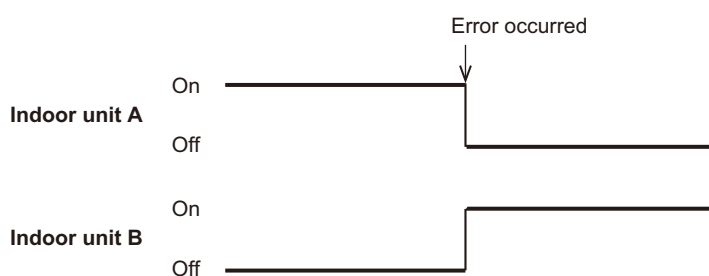 Error occurred
On
Indoor unit A
Off
On
Indoor unit B
Off